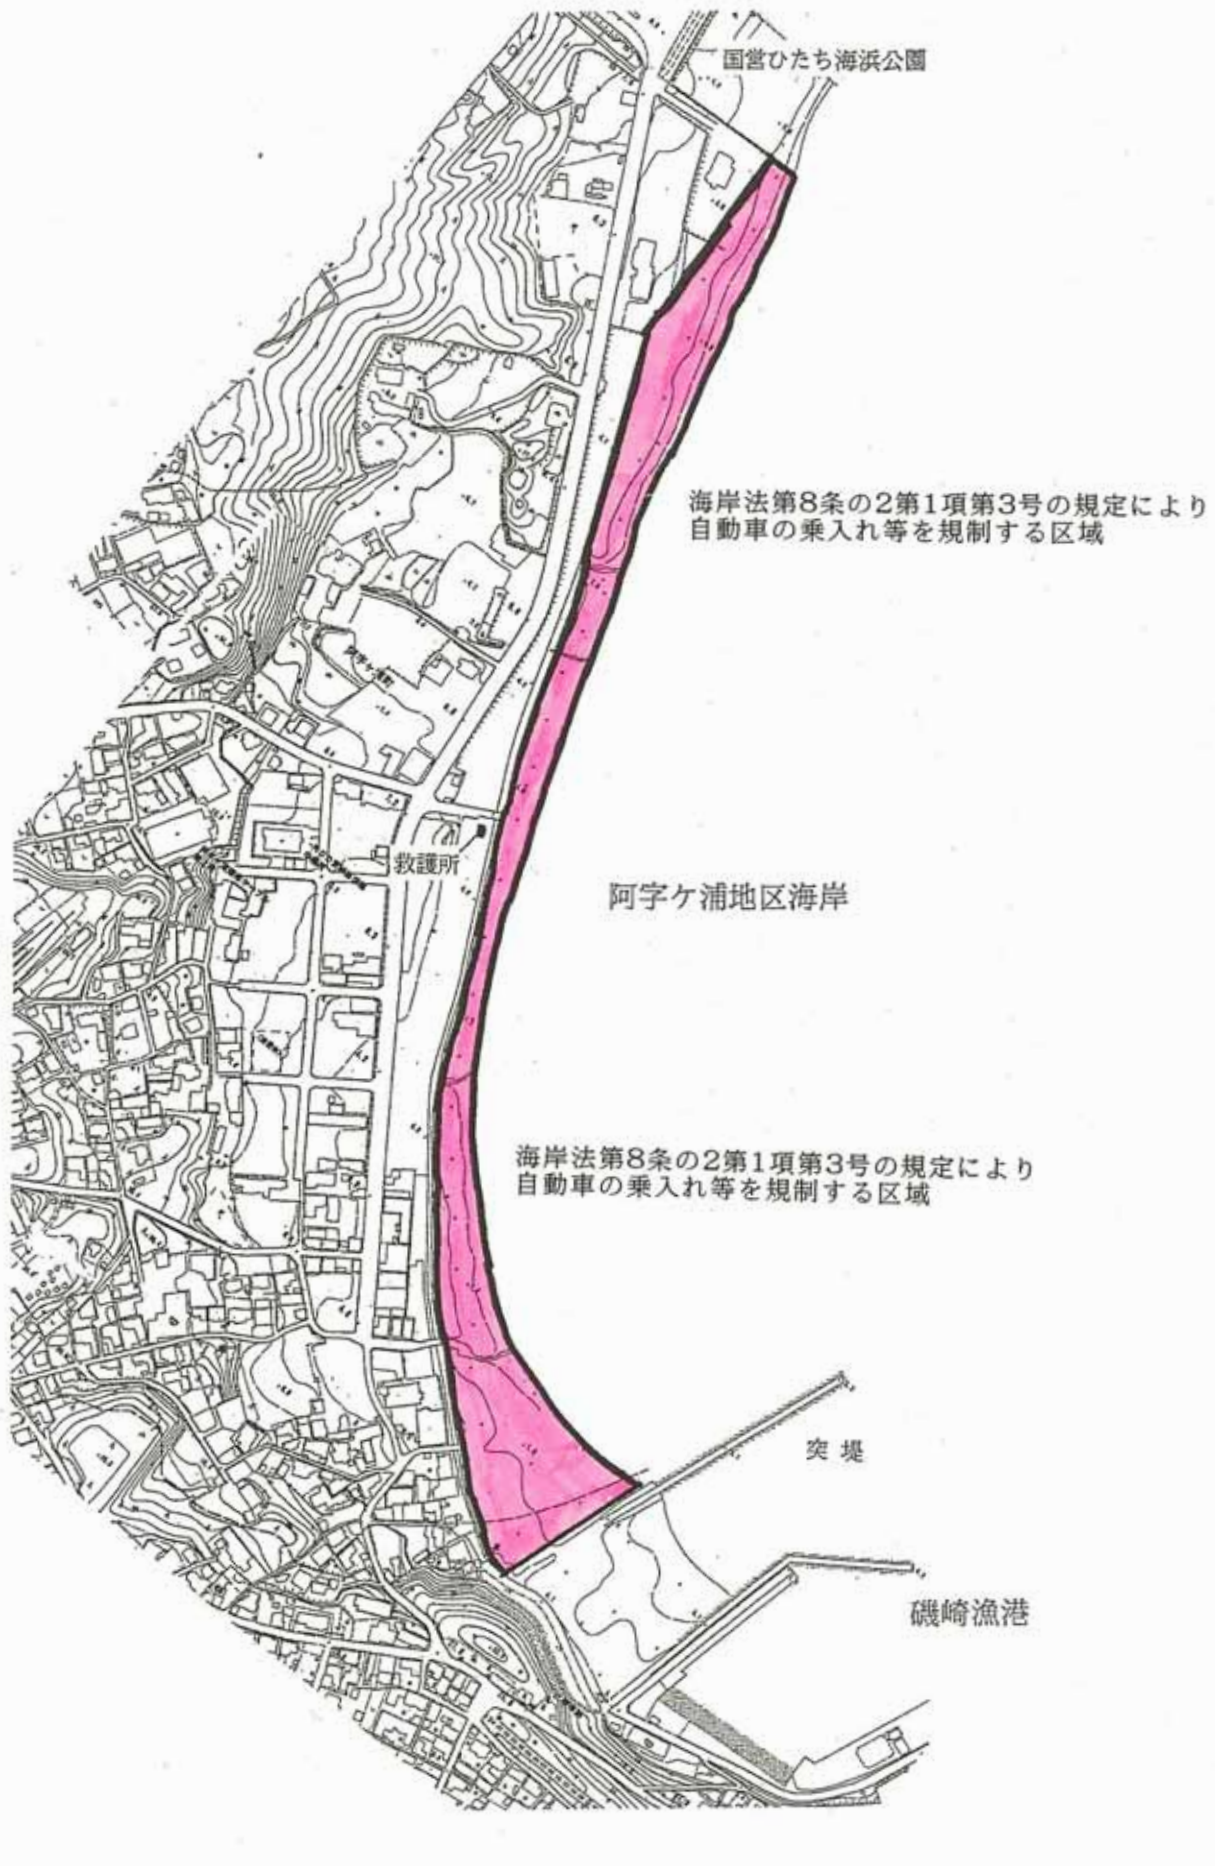 国営ひたち海浜公園
海岸法第8条の2第1項第3号の規定により
自動車の乗入れ等を規制する区域
阿字ケ浦町
救護所
阿字ケ浦地区海岸
海岸法第8条の2第1項第3号の規定により
自動車の乗入れ等を規制する区域
突堤
磯崎漁港